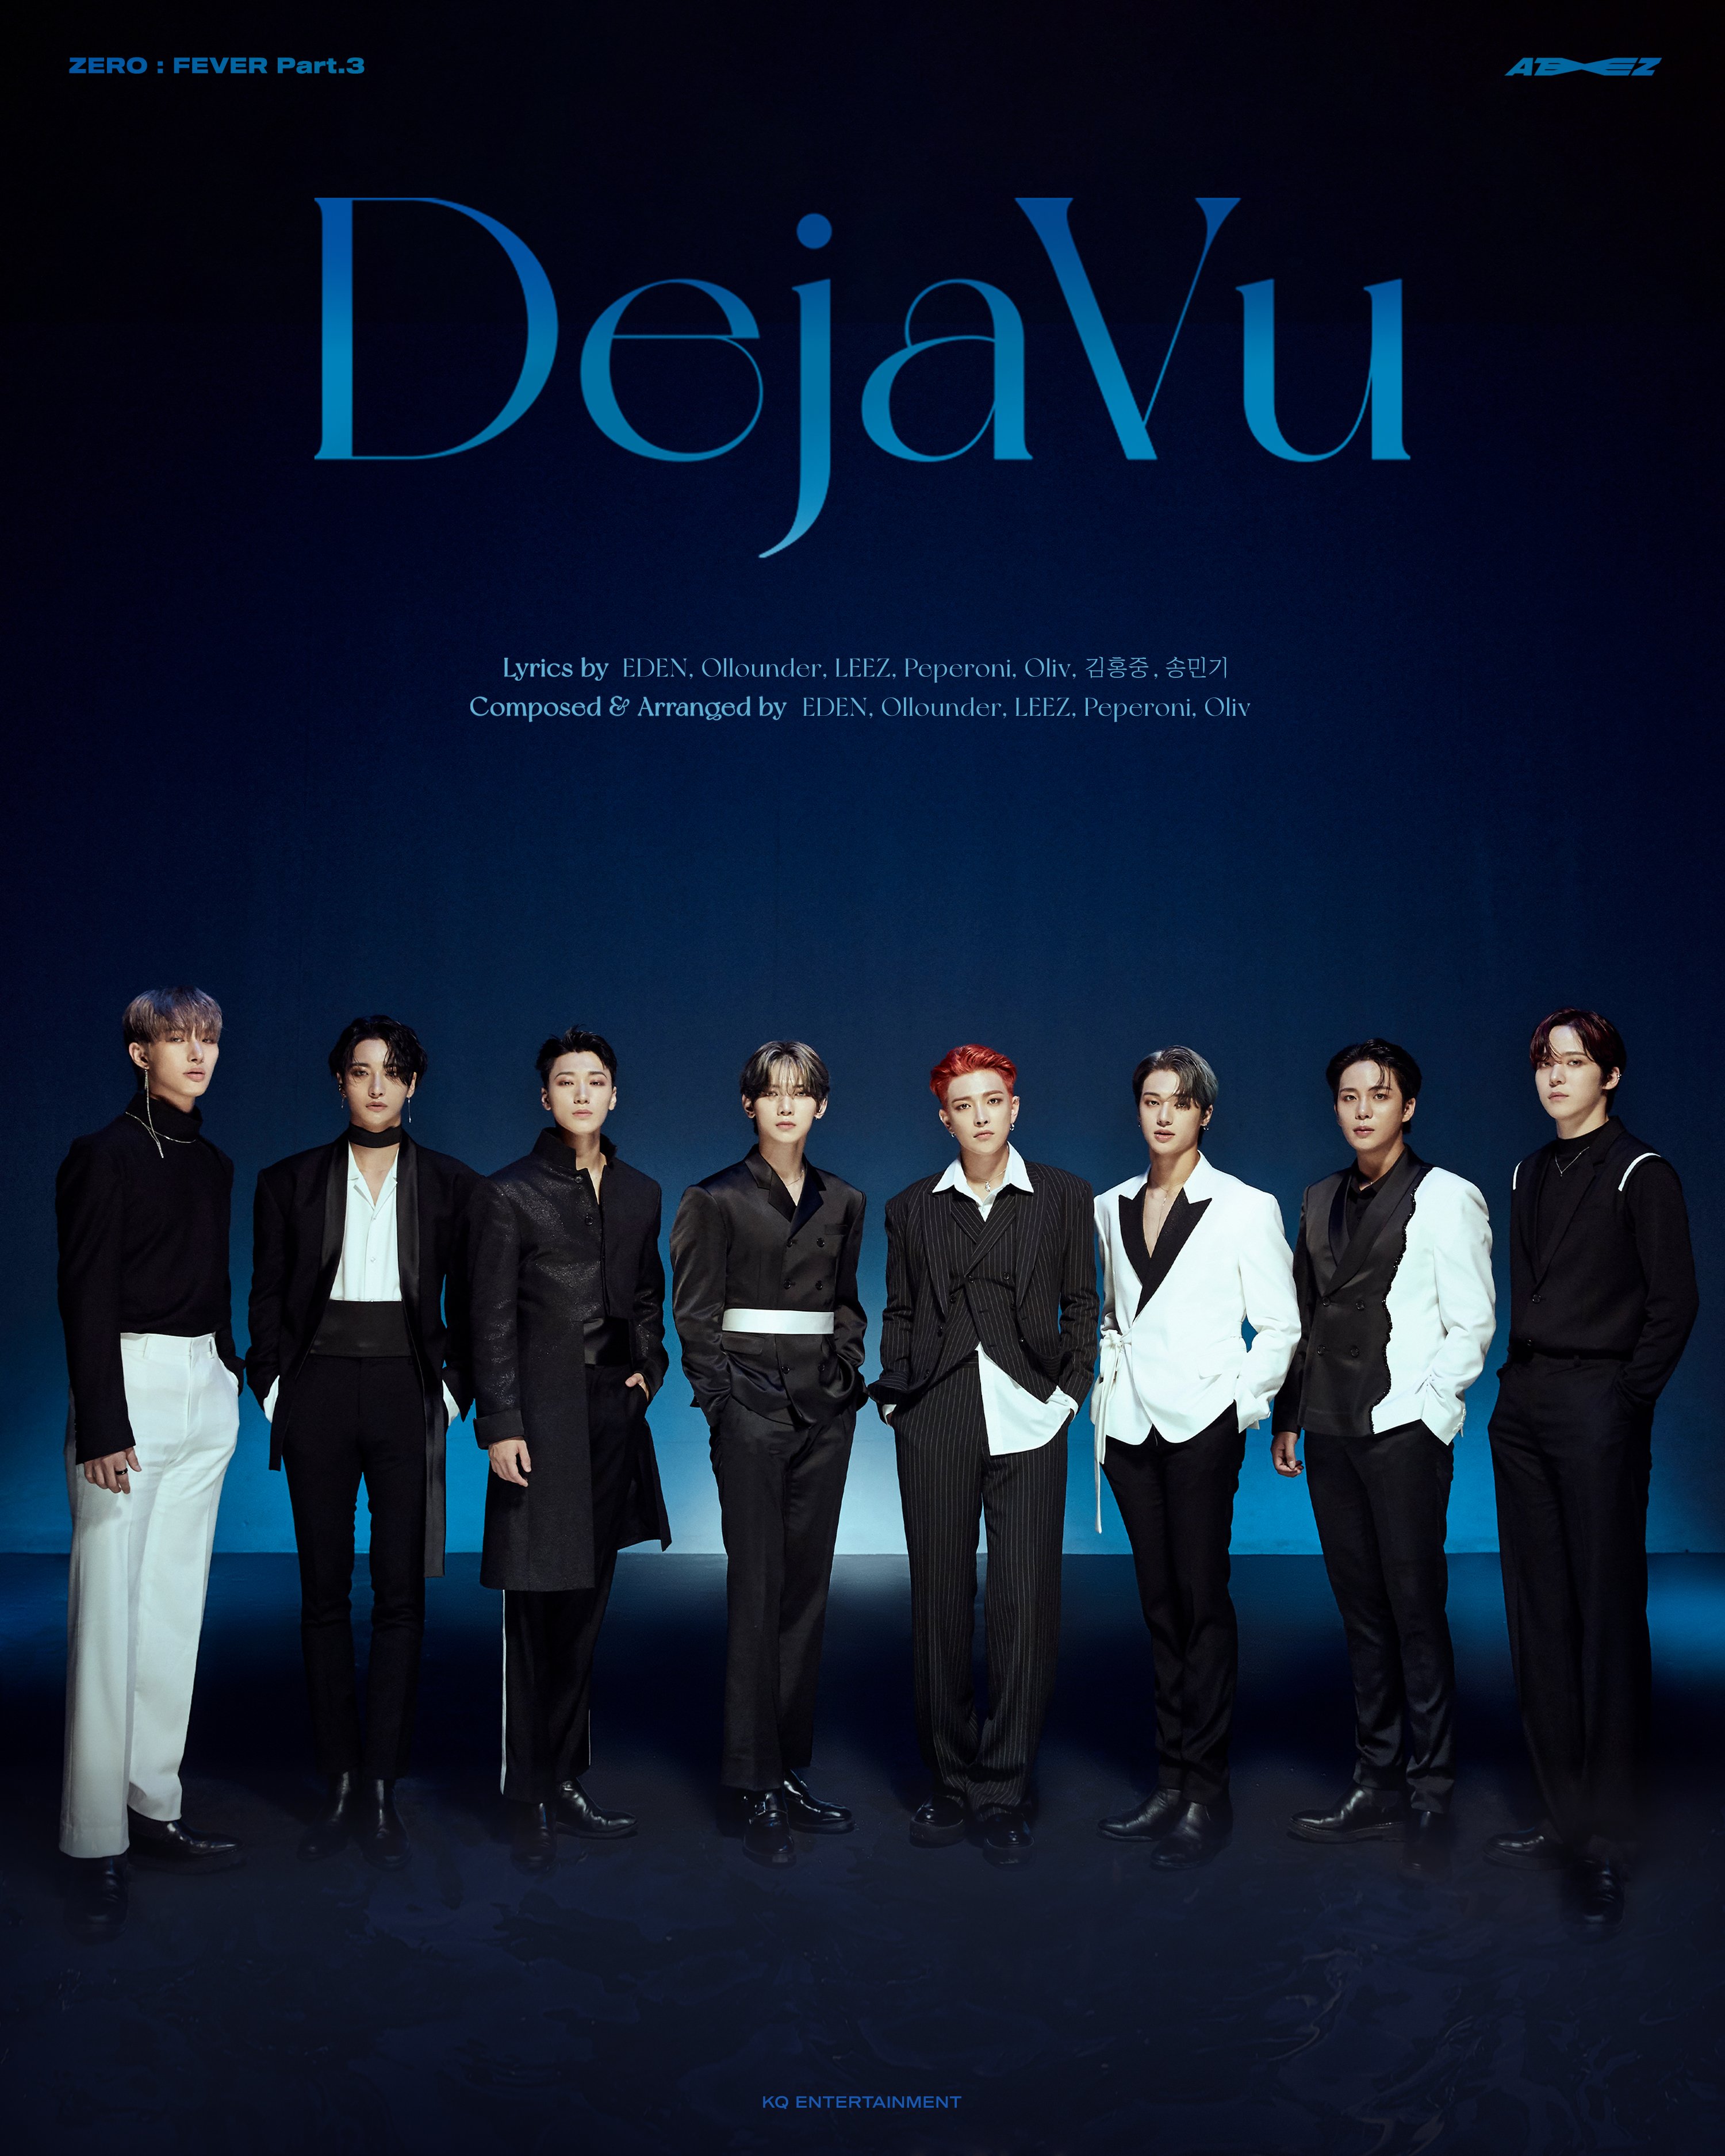 ZERO : FEVER Part.3
ATEEZ
DejaVu
Lyrics by EDEN, Ollounder, LEEZ, Peperoni, Oliv, 김홍중, 송민기
Composed & Arranged by EDEN, Ollounder, LEEZ, Peperoni, Oliv
KQ ENTERTAINMENT